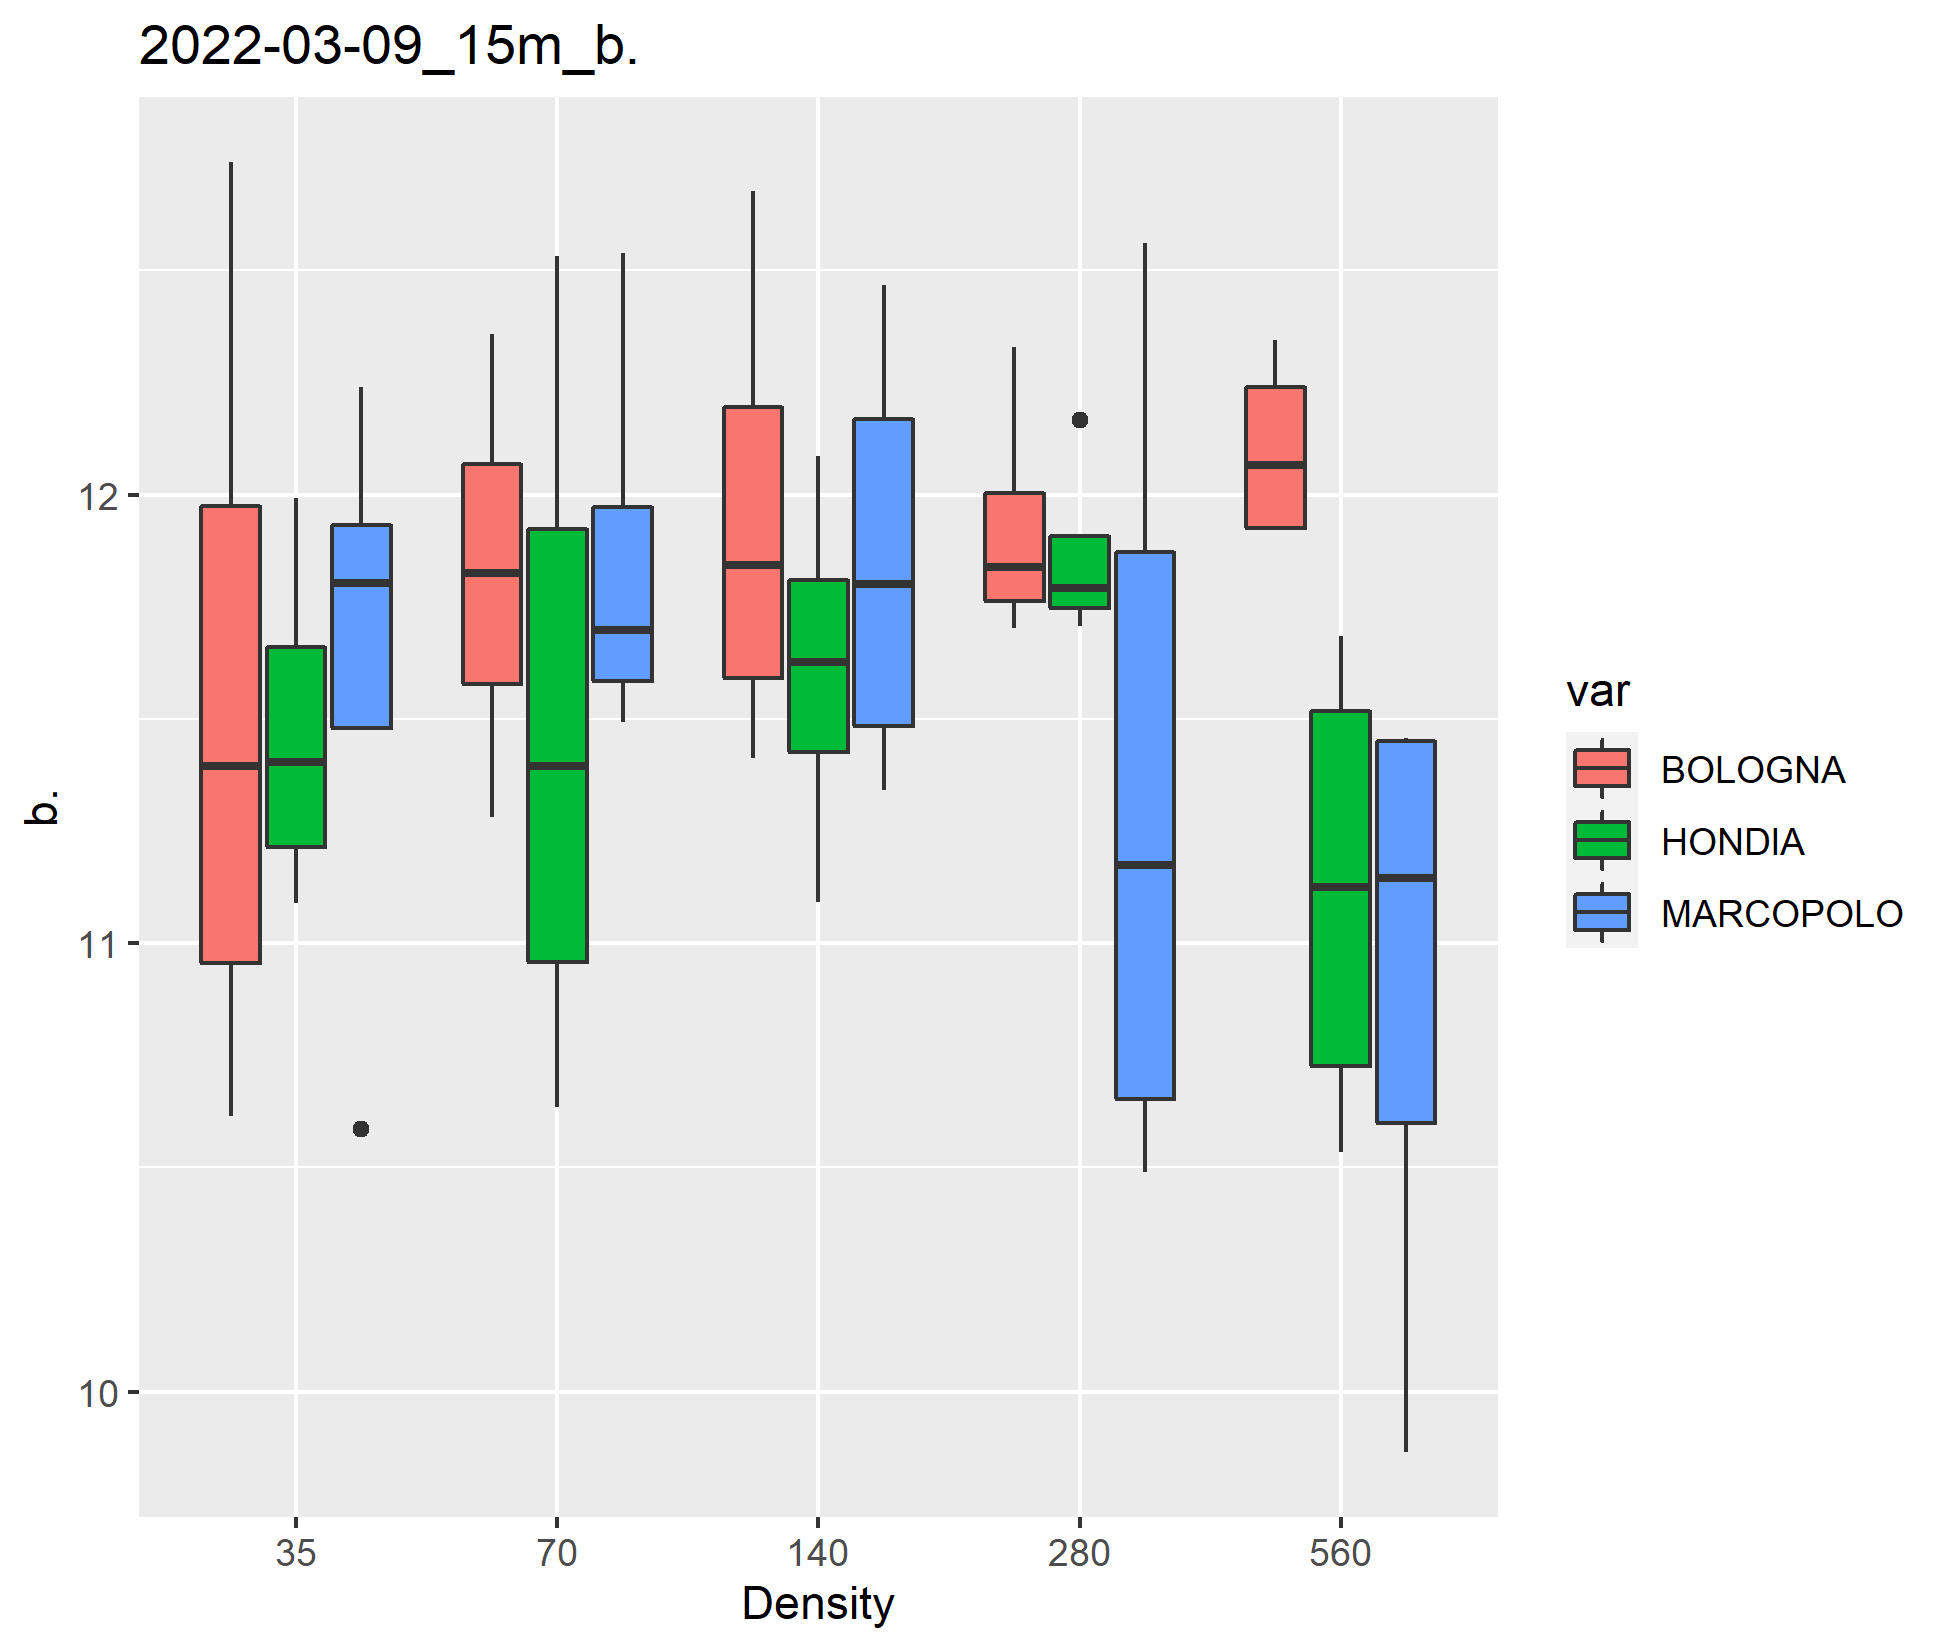 2022-03-09_15m_b.
b.
12
11
10
35 70 140 280 560
Density
var
BOLOGNA
HONDIA
MARCOPOLO